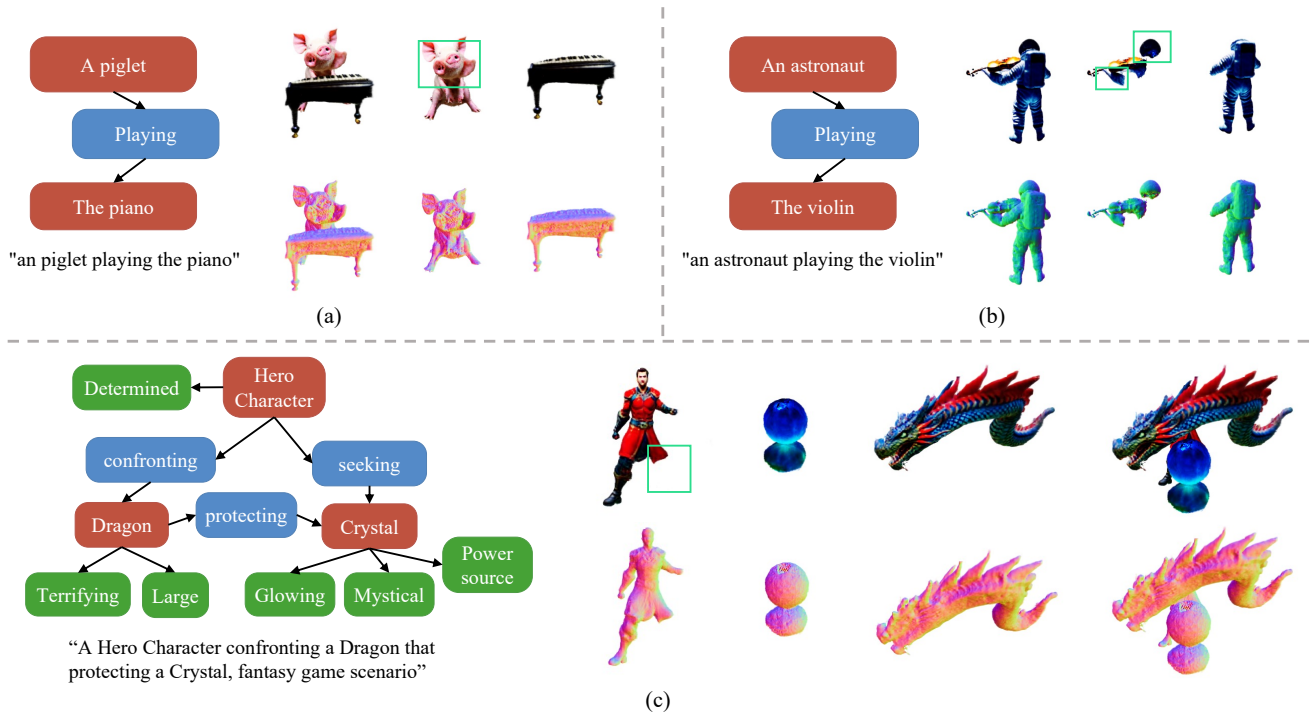 A piglet
Playing
The piano
"an piglet playing the piano"
(a)
An astronaut
Playing
The violin
"an astronaut playing the violin"
(b)
Determined
Hero
Character
confronting
seeking
Dragon
protecting
Crystal
Power
source
Terrifying
Large
Glowing
Mystical
“A Hero Character confronting a Dragon that
protecting a Crystal, fantasy game scenario”
(c)